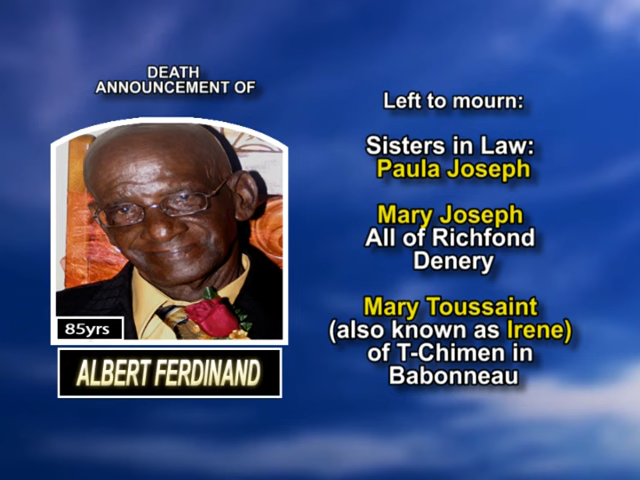 DEATH
ANNOUNCEMENT OF
85yrs
ALBERT FERDINAND
Left to mourn:
Sisters in Law:
Paula Joseph
Mary Joseph
All of Richfond
Denery
Mary Toussaint
(also known as Irene)
of T-Chimen in
Babonneau